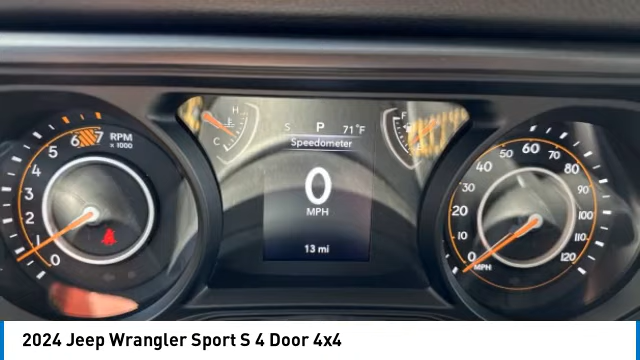 6 7 RPM
x 1000
5
4
3
2
1
0
H
C
S P 71°F
F
Speedometer
0
MPH
13 mi
50 60 70
40 80
30 90
20 100
10 110
0 MPH 120
2024 Jeep Wrangler Sport S 4 Door 4x4